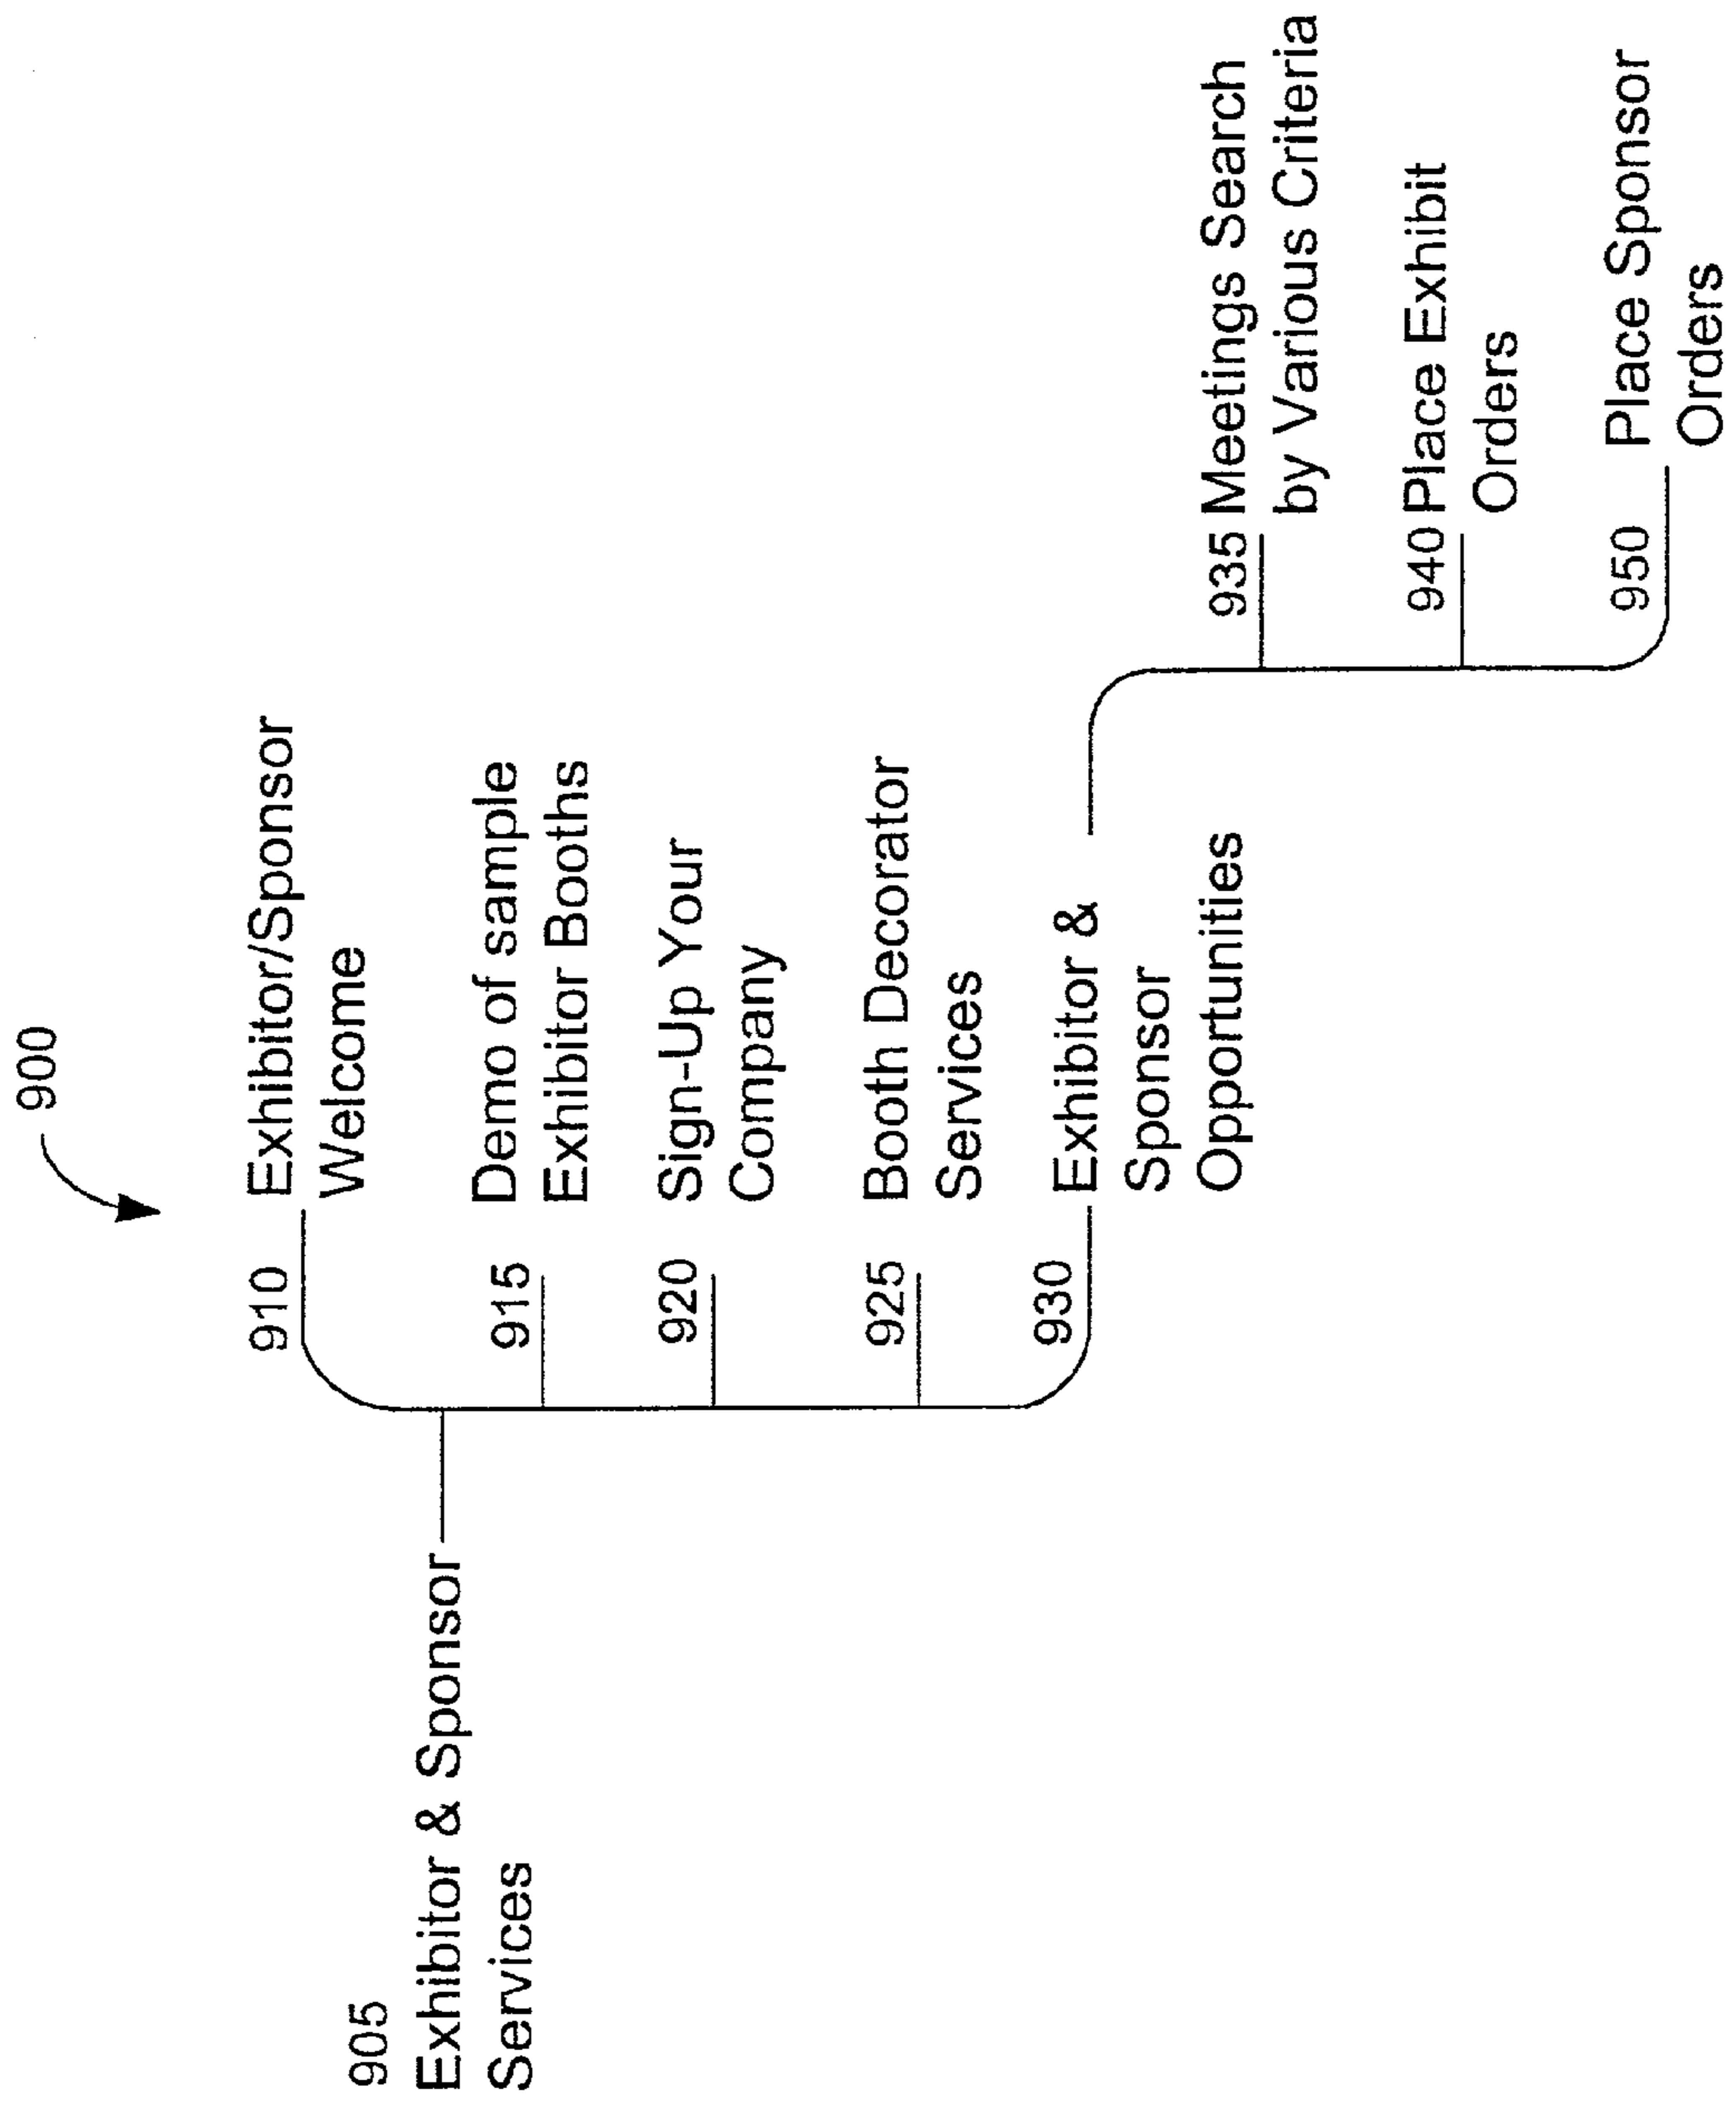 900
905
Exhibitor & Sponsor
Services
910 Exhibitor/Sponsor
Welcome
915 Demo of sample
Exhibitor Booths
920 Sign-Up Your
Company
925 Booth Decorator
Services
930 Exhibitor &
Sponsor
Opportunities
935 Meetings Search
by Various Criteria
940 Place Exhibit
Orders
950 Place Sponsor
Orders